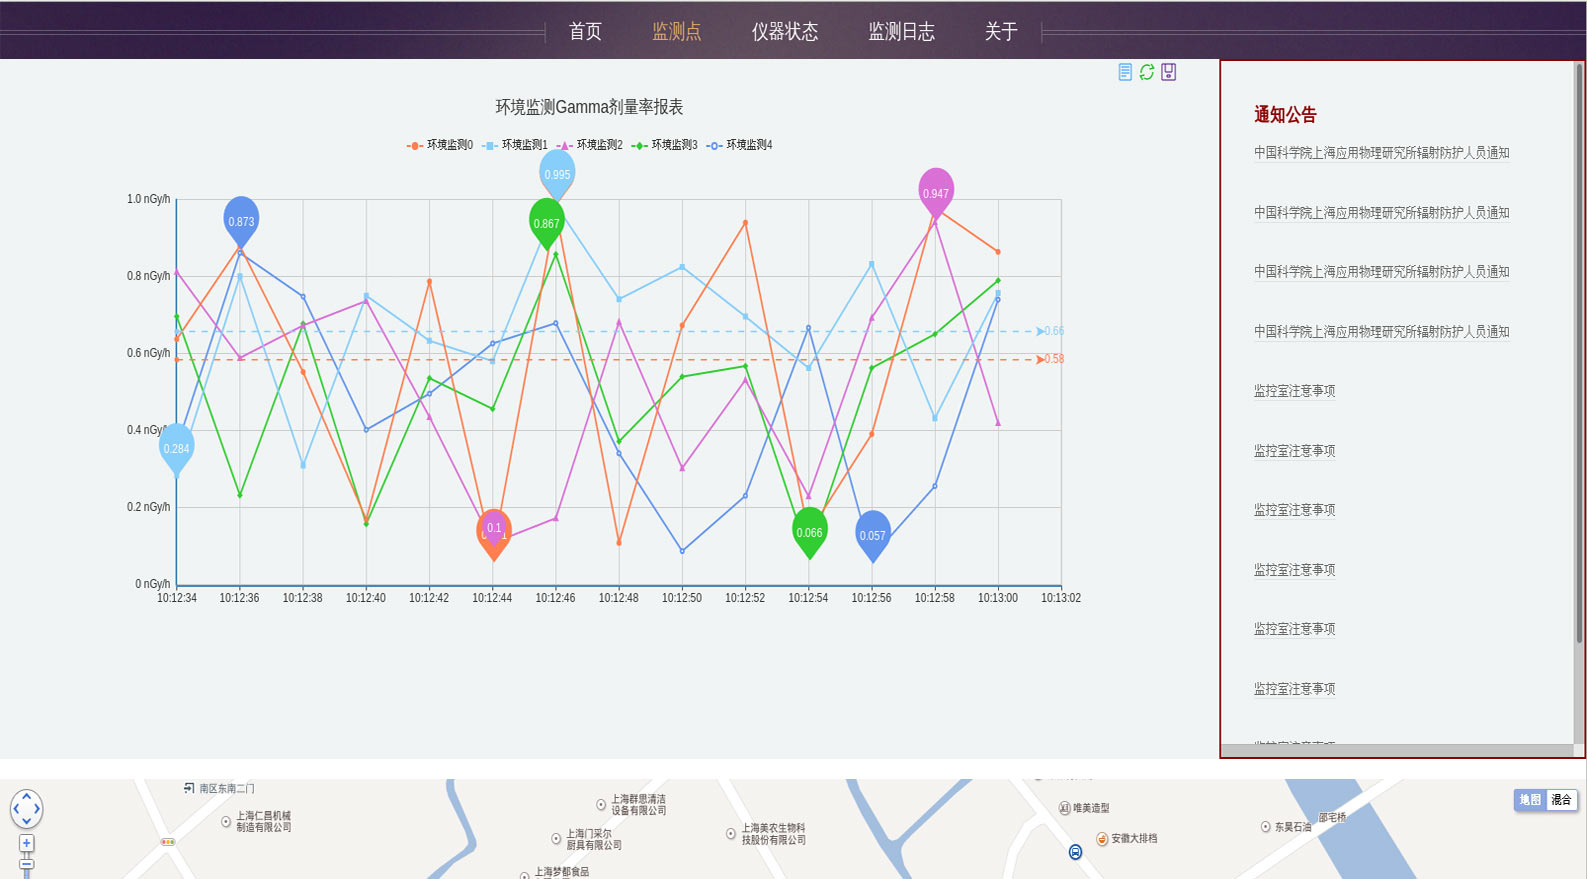 首页 监测点 仪器状态 监测日志 关于
环境监测Gamma剂量率报表
环境监测0 环境监测1 环境监测2 环境监测3 环境监测4
1.0 nGy/h
0.8 nGy/h
0.6 nGy/h
0.4 nGy/h
0.2 nGy/h
0 nGy/h
0.995
0.947
0.873
0.867
0.66
0.58
0.284
0.1
0.066
0.057
10:12:34 10:12:36 10:12:38 10:12:40 10:12:42 10:12:44 10:12:46 10:12:48 10:12:50 10:12:52 10:12:54 10:12:56 10:12:58 10:13:00 10:13:02
通知公告
中国科学院上海应用物理研究所辐射防护人员通知
中国科学院上海应用物理研究所辐射防护人员通知
中国科学院上海应用物理研究所辐射防护人员通知
中国科学院上海应用物理研究所辐射防护人员通知
监控室注意事项
监控室注意事项
监控室注意事项
监控室注意事项
监控室注意事项
监控室注意事项
南区东南二门
上海仁昌机械
制造有限公司
上海群思清洁
设备有限公司
上海门采尔
厨具有限公司
上海梦都食品
上海美农生物科
技股份有限公司
唯美造型
安徽大排档
东昊石油
邵宅桥
地图 混合